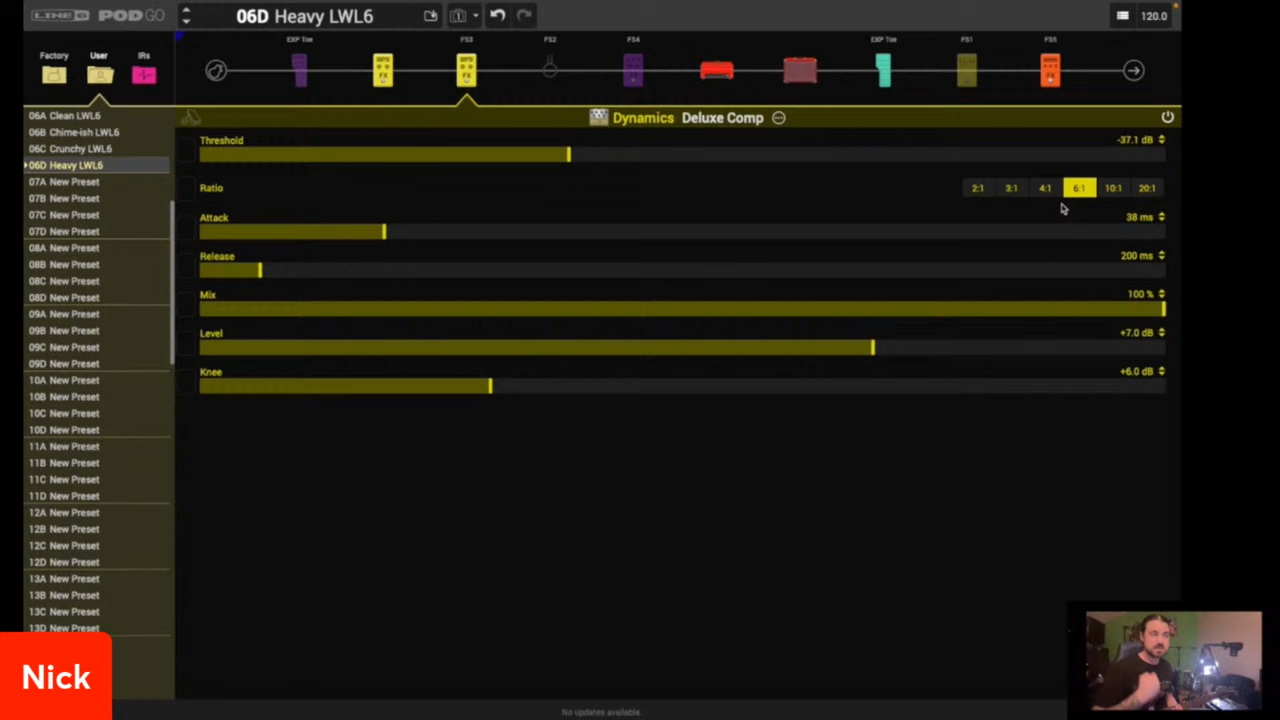 LINE 6 POD GO
06D Heavy LWL6
1
120.0
Factory
User
IRs
EXP Toe
FS3
FS2
FS4
EXP Toe
FS1
FS5
FX
FX
FX
Dynamics Deluxe Comp
Threshold
-37.1 dB
Ratio
2:1
3:1
4:1
6:1
10:1
20:1
Attack
38 ms
Release
200 ms
Mix
100 %
Level
+7.0 dB
Knee
+6.0 dB
06A Clean LWL6
06B Chime-ish LWL6
06C Crunchy LWL6
06D Heavy LWL6
07A New Preset
07B New Preset
07C New Preset
07D New Preset
08A New Preset
08B New Preset
08C New Preset
08D New Preset
09A New Preset
09B New Preset
09C New Preset
09D New Preset
10A New Preset
10B New Preset
10C New Preset
10D New Preset
11A New Preset
11B New Preset
11C New Preset
11D New Preset
12A New Preset
12B New Preset
12C New Preset
12D New Preset
13A New Preset
13B New Preset
13C New Preset
13D New Preset
Nick
No updates available.